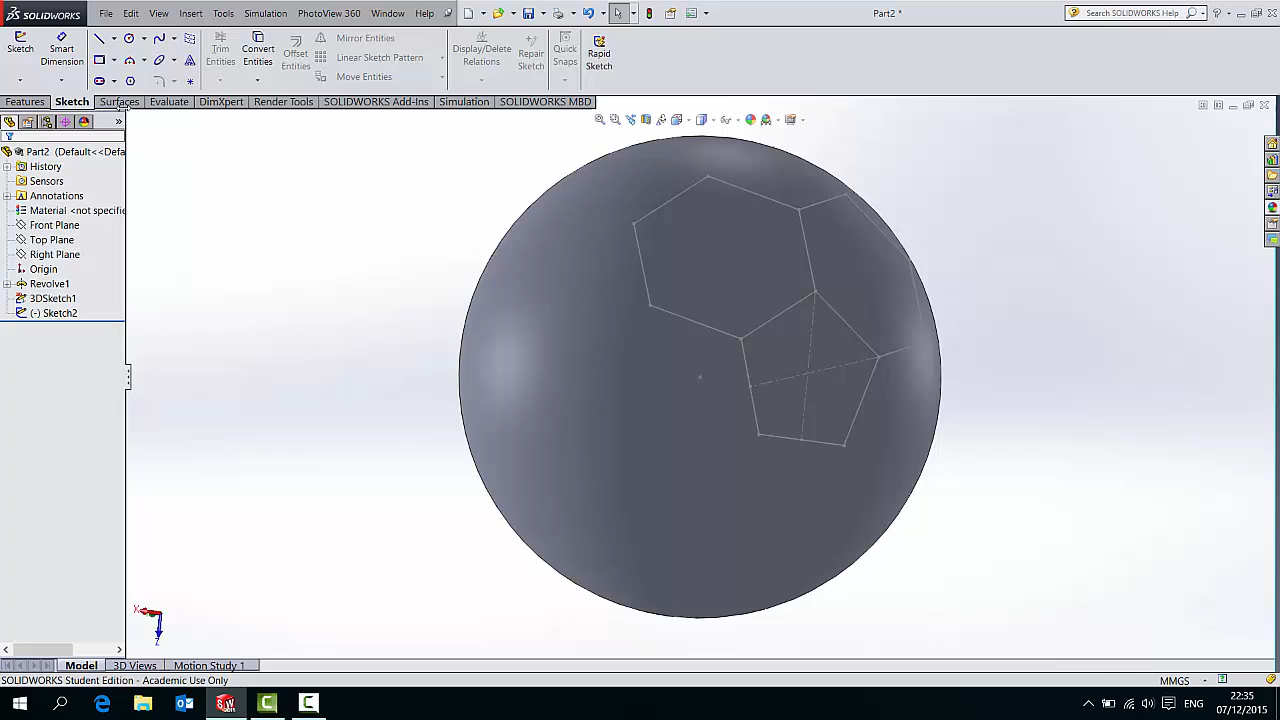 SOLIDWORKS File Edit View Insert Tools Simulation PhotoView 360 Window Help Part2 * Search SOLIDWORKS Help
Sketch Smart Dimension Trim Entities Convert Entities Offset Entities Mirror Entities Linear Sketch Pattern Move Entities Display/Delete Relations Repair Sketch Quick Snaps Rapid Sketch
Features Sketch Surfaces Evaluate DimXpert Render Tools SOLIDWORKS Add-Ins Simulation SOLIDWORKS MBD
Part2 (Default<<Defa
History
Sensors
Annotations
Material <not specifie
Front Plane
Top Plane
Right Plane
Origin
Revolve1
3DSketch1
(-) Sketch2
X
Z
Model 3D Views Motion Study 1
SOLIDWORKS Student Edition - Academic Use Only MMGS -
ENG 22:35
07/12/2015